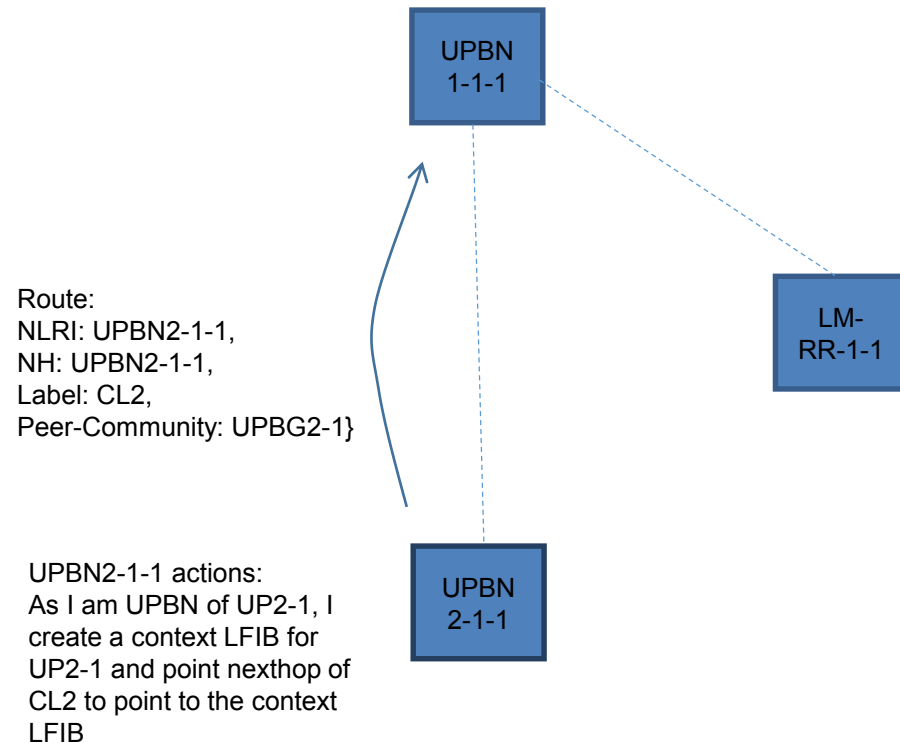 UPBN
1-1-1
Route:
NLRI: UPBN2-1-1,
NH: UPBN2-1-1,
Label: CL2,
Peer-Community: UPBG2-1}
LM-
RR-1-1
UPBN2-1-1 actions:
As I am UPBN of UP2-1, I
create a context LFIB for
UP2-1 and point nexthop of
CL2 to point to the context
LFIB
UPBN
2-1-1